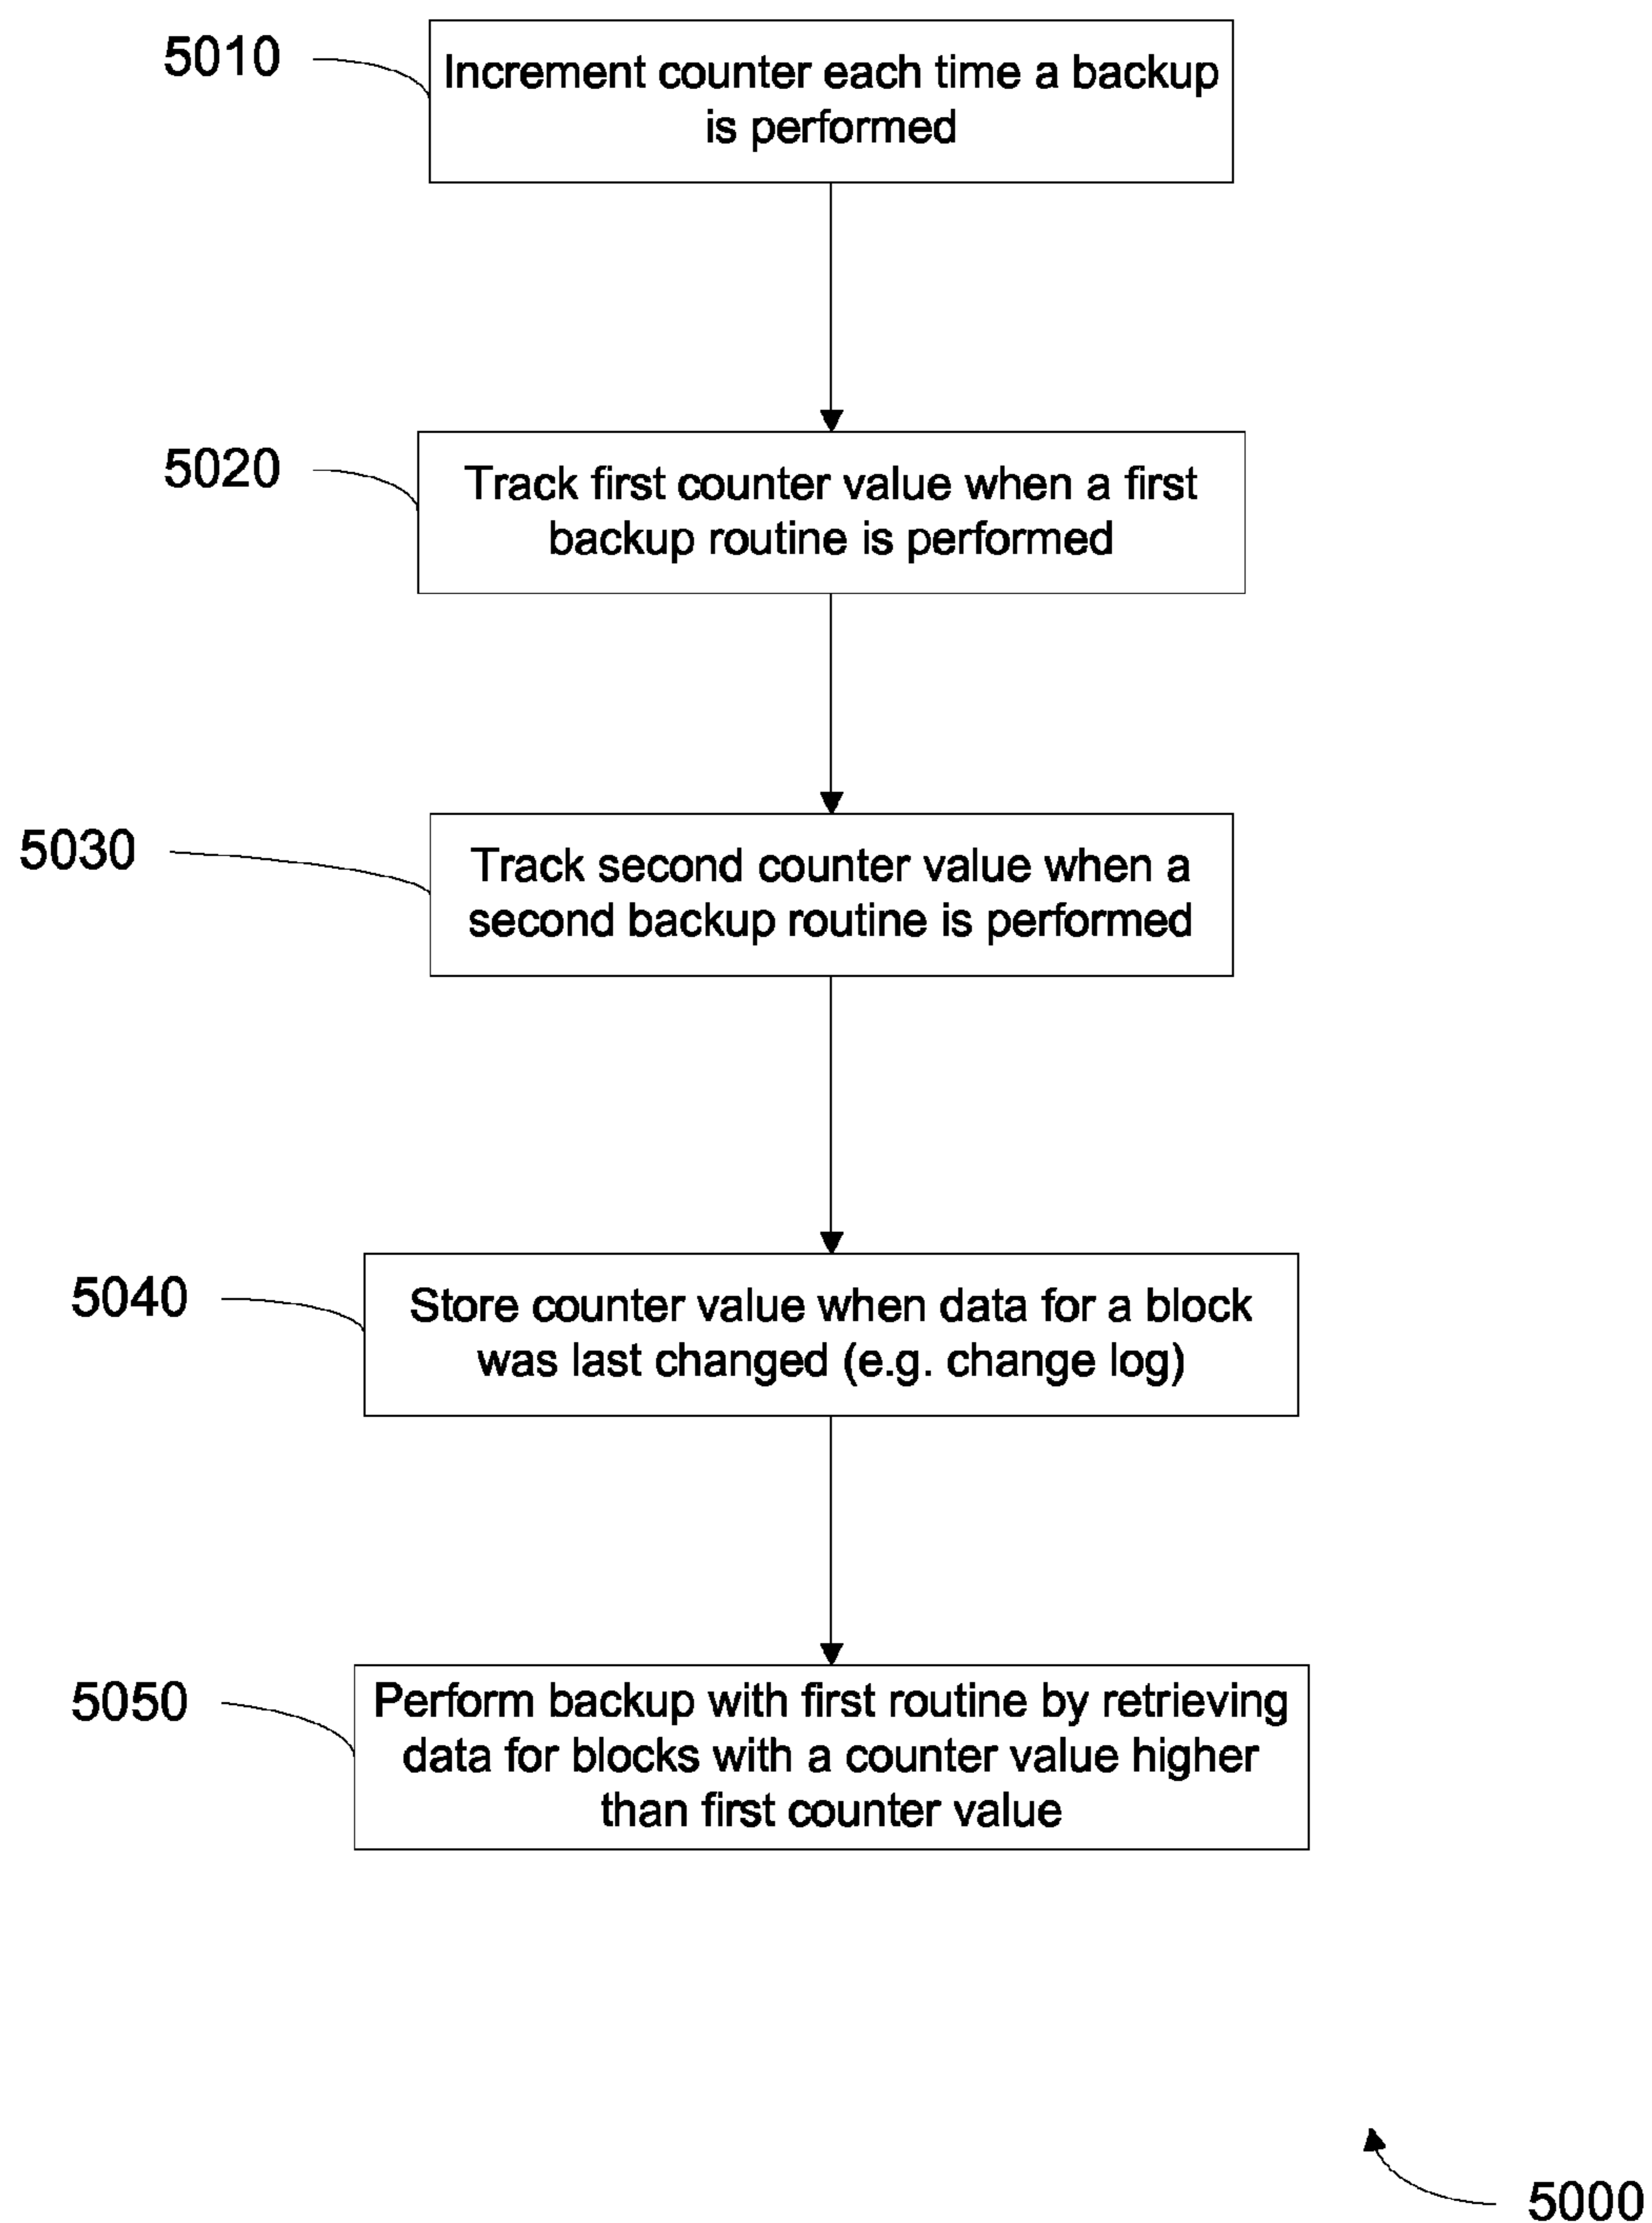 5010
Increment counter each time a backup
is performed
5020
Track first counter value when a first
backup routine is performed
5030
Track second counter value when a
second backup routine is performed
5040
Store counter value when data for a block
was last changed (e.g. change log)
5050
Perform backup with first routine by retrieving
data for blocks with a counter value higher
than first counter value
5000